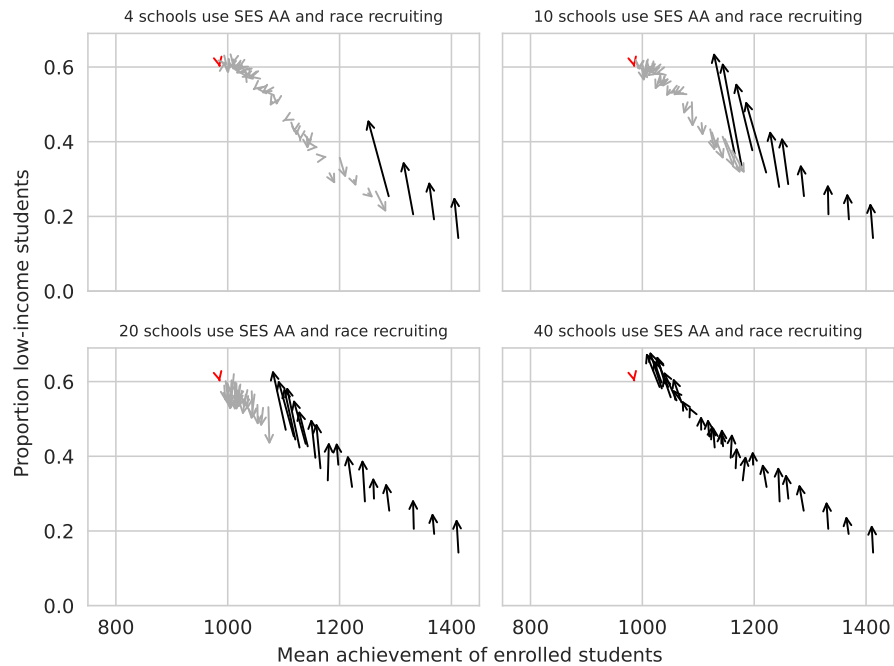 4 schools use SES AA and race recruiting
10 schools use SES AA and race recruiting
0.6
0.4
0.2
0.0
20 schools use SES AA and race recruiting
40 schools use SES AA and race recruiting
0.6
0.4
0.2
0.0
800 1000 1200 1400
800 1000 1200 1400
Proportion low-income students
Mean achievement of enrolled students